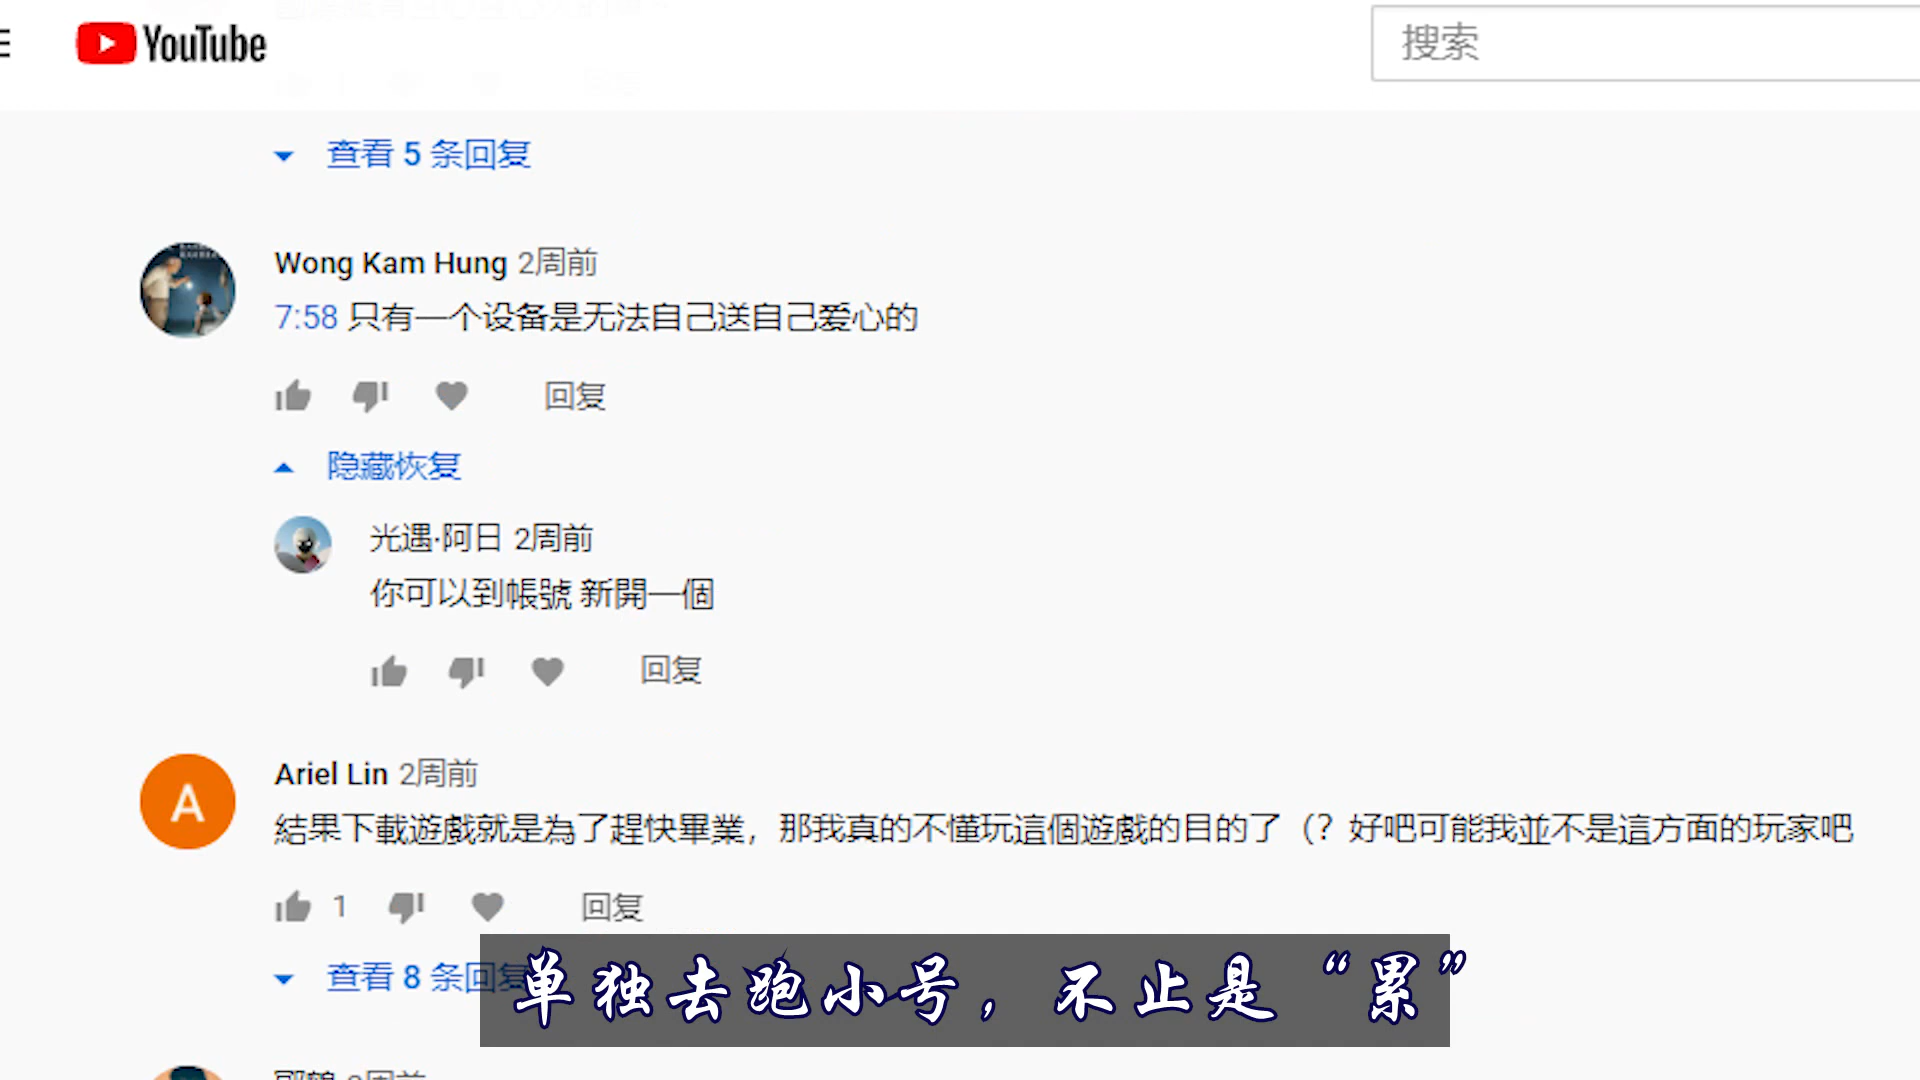 YouTube
搜索
查看 5 条回复
Wong Kam Hung 2周前
7:58 只有一个设备是无法自己送自己爱心的
回复
隐藏恢复
光遇·阿日 2周前
你可以到帳號 新開一個
回复
Ariel Lin 2周前
結果下載遊戲就是為了趕快畢業，那我真的不懂玩這個遊戲的目的了（？好吧可能我並不是這方面的玩家吧
1
回复
查看 8 条回复
单独去跑小号，不止是“累”